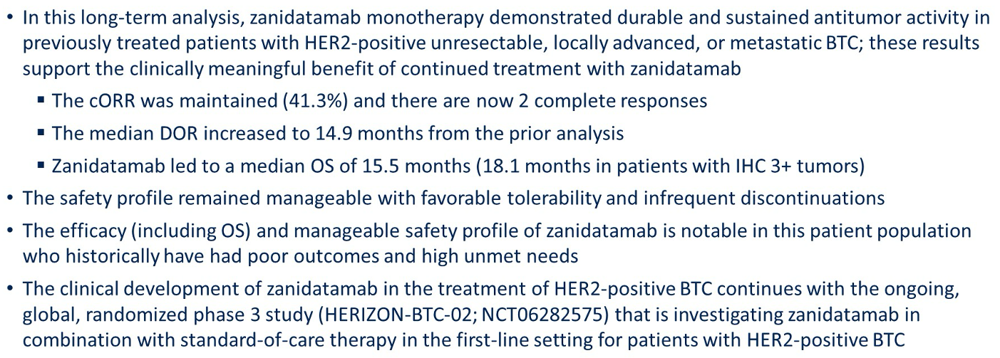 • In this long-term analysis, zanidatamab monotherapy demonstrated durable and sustained antitumor activity in
previously treated patients with HER2-positive unresectable, locally advanced, or metastatic BTC; these results
support the clinically meaningful benefit of continued treatment with zanidatamab
▪ The cORR was maintained (41.3%) and there are now 2 complete responses
▪ The median DOR increased to 14.9 months from the prior analysis
▪ Zanidatamab led to a median OS of 15.5 months (18.1 months in patients with IHC 3+ tumors)
• The safety profile remained manageable with favorable tolerability and infrequent discontinuations
• The efficacy (including OS) and manageable safety profile of zanidatamab is notable in this patient population
who historically have had poor outcomes and high unmet needs
• The clinical development of zanidatamab in the treatment of HER2-positive BTC continues with the ongoing,
global, randomized phase 3 study (HERIZON-BTC-02; NCT06282575) that is investigating zanidatamab in
combination with standard-of-care therapy in the first-line setting for patients with HER2-positive BTC